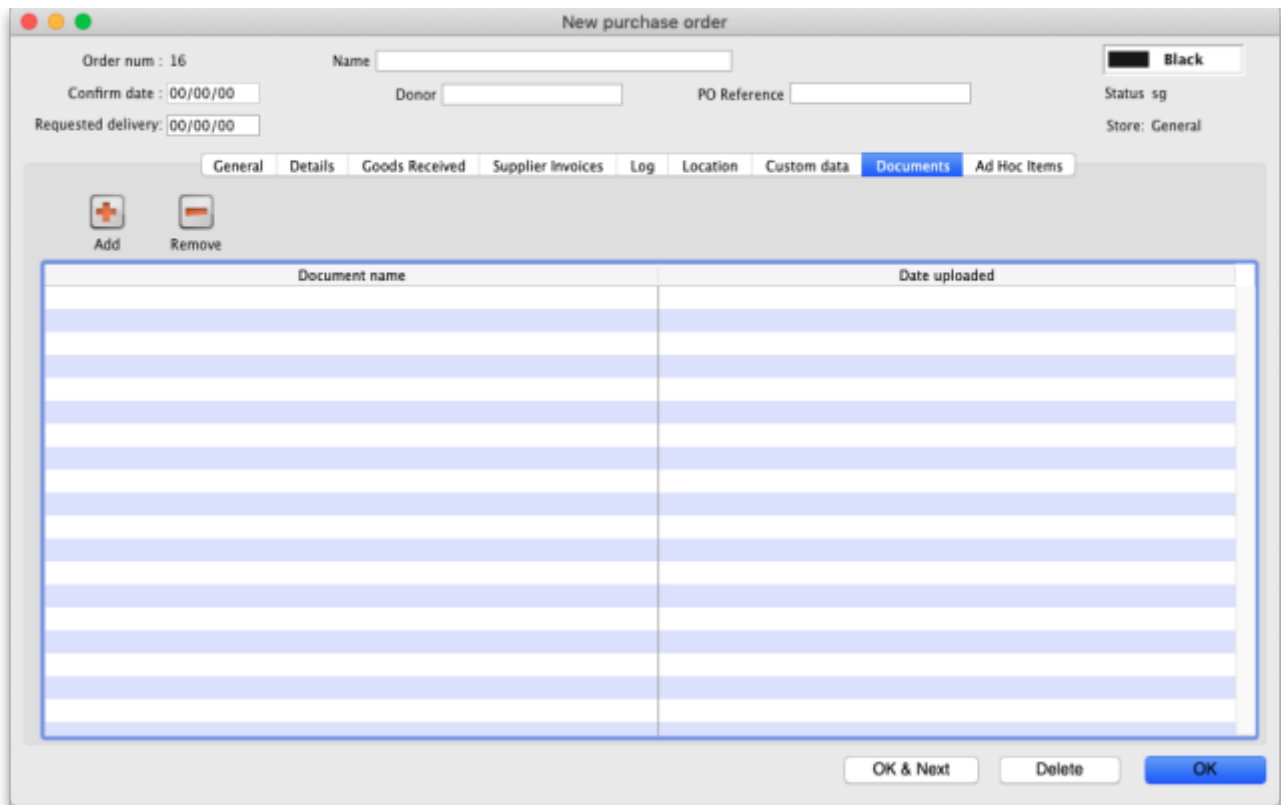 New purchase order
Order num : 16 Name Black
Confirm date : 00/00/00 Donor PO Reference Status sg
Requested delivery: 00/00/00 Store: General
General Details Goods Received Supplier Invoices Log Location Custom data Documents Ad Hoc Items
Add Remove
Document name Date uploaded
OK & Next Delete OK